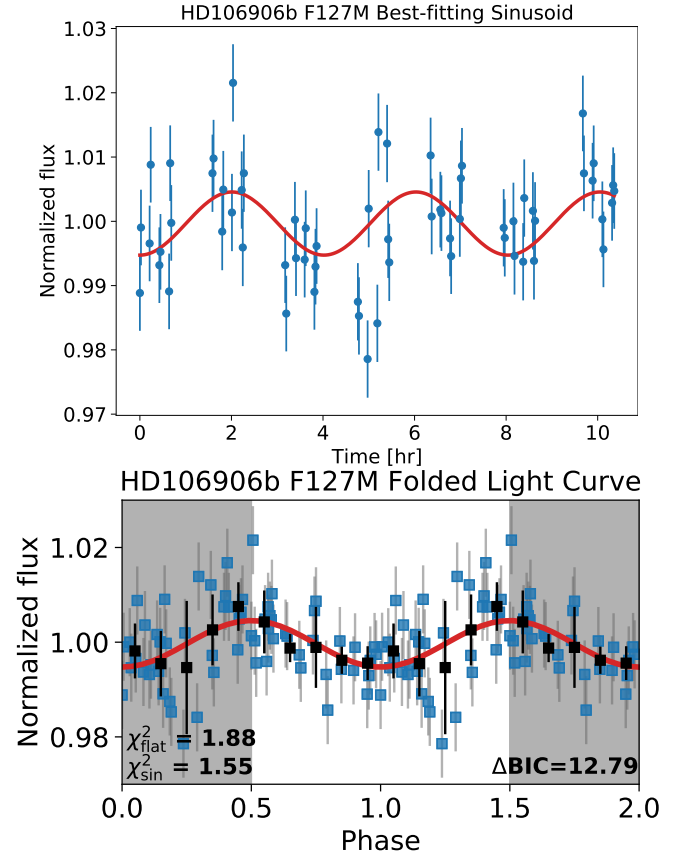 HD106906b F127M Best-fitting Sinusoid
Normalized flux
1.03
1.02
1.01
1.00
0.99
0.98
0.97
0 2 4 6 8 10
Time [hr]
HD106906b F127M Folded Light Curve
Normalized flux
1.02
1.00
0.98
χ²flat = 1.88
χ²sin = 1.55
ΔBIC=12.79
0.0 0.5 1.0 1.5 2.0
Phase